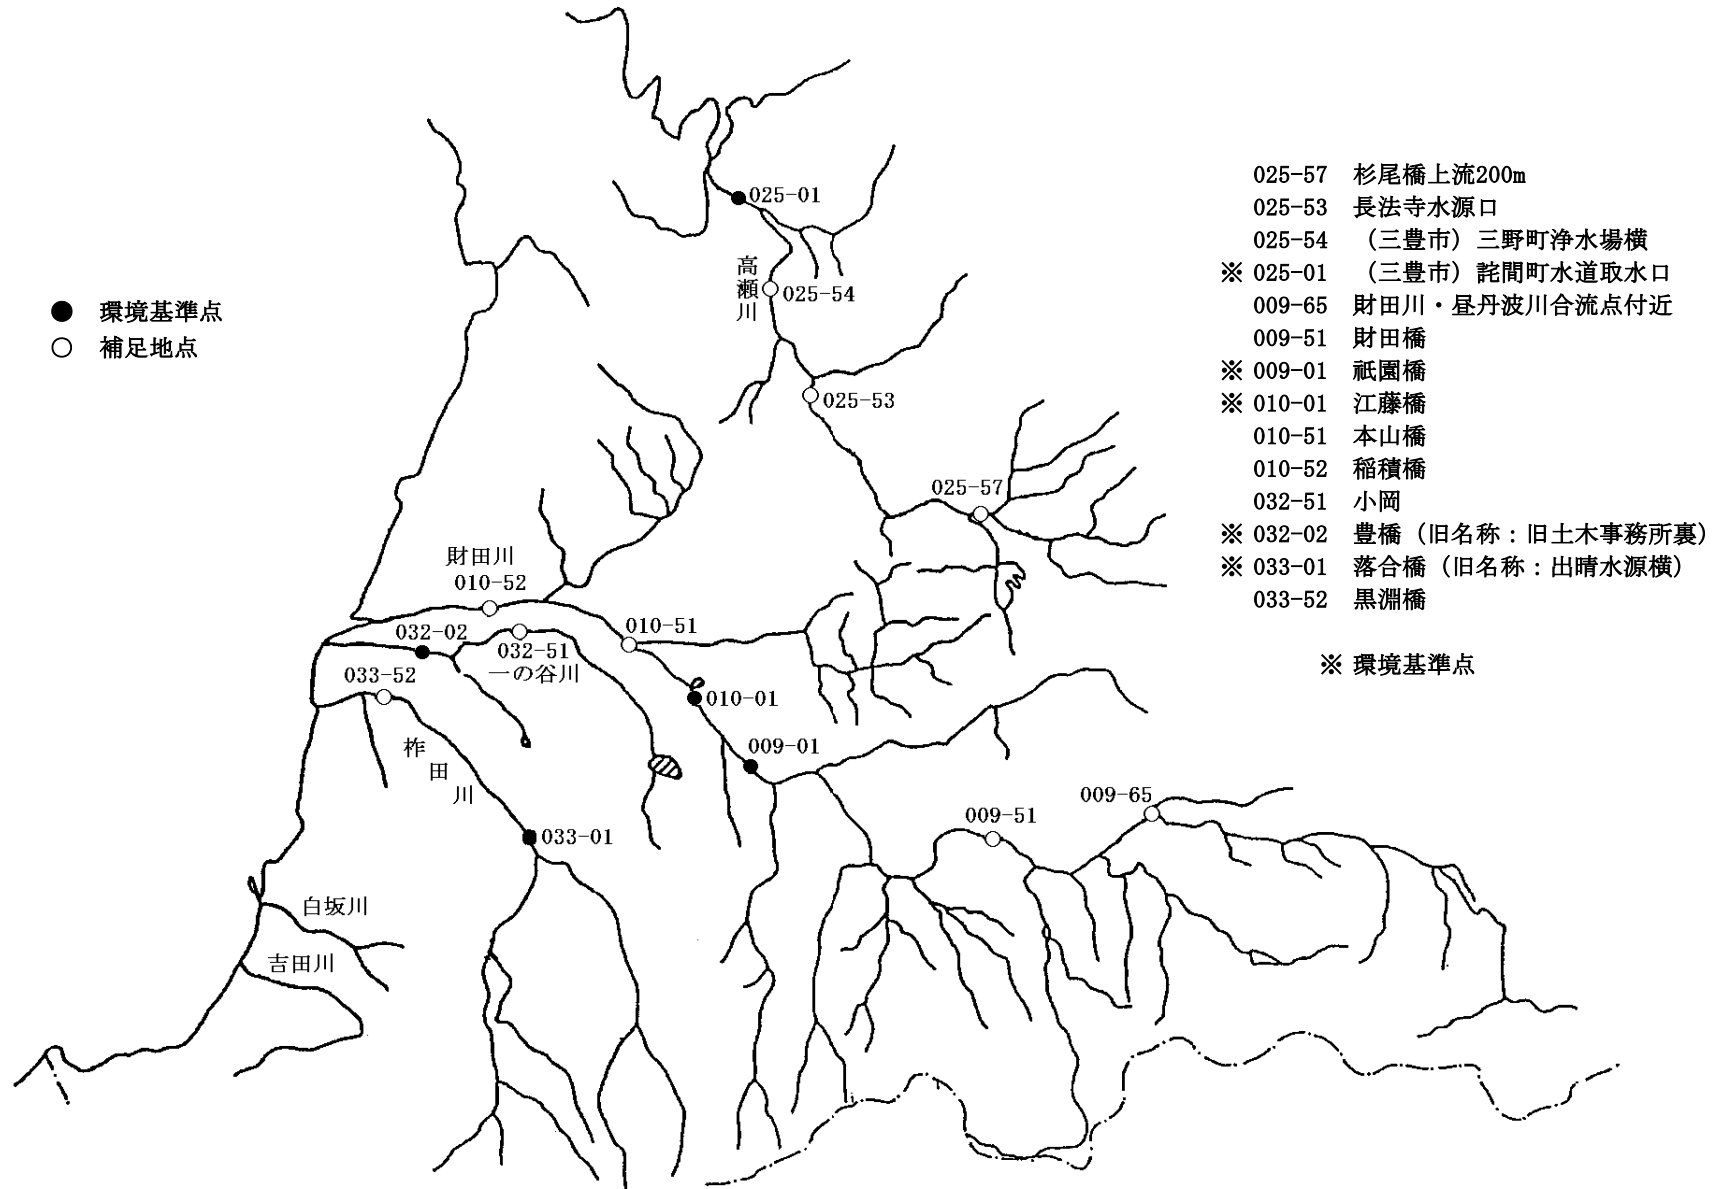 025-01
高瀬川
025-54
025-53
025-57
● 環境基準点
○ 補足地点
025-57 杉尾橋上流200m
025-53 長法寺水源口
025-54 (三豊市) 三野町浄水場横
※ 025-01 (三豊市) 詫間町水道取水口
009-65 財田川・昼丹波川合流点付近
009-51 財田橋
※ 009-01 祇園橋
※ 010-01 江藤橋
010-51 本山橋
010-52 稲積橋
032-51 小岡
※ 032-02 豊橋 (旧名称:旧土木事務所裏)
※ 033-01 落合橋 (旧名称:出晴水源横)
033-52 黒淵橋
※ 環境基準点
財田川
010-52
032-02
032-51
一の谷川
010-51
033-52
010-01
009-01
柞田川
033-01
009-51
009-65
白坂川
吉田川